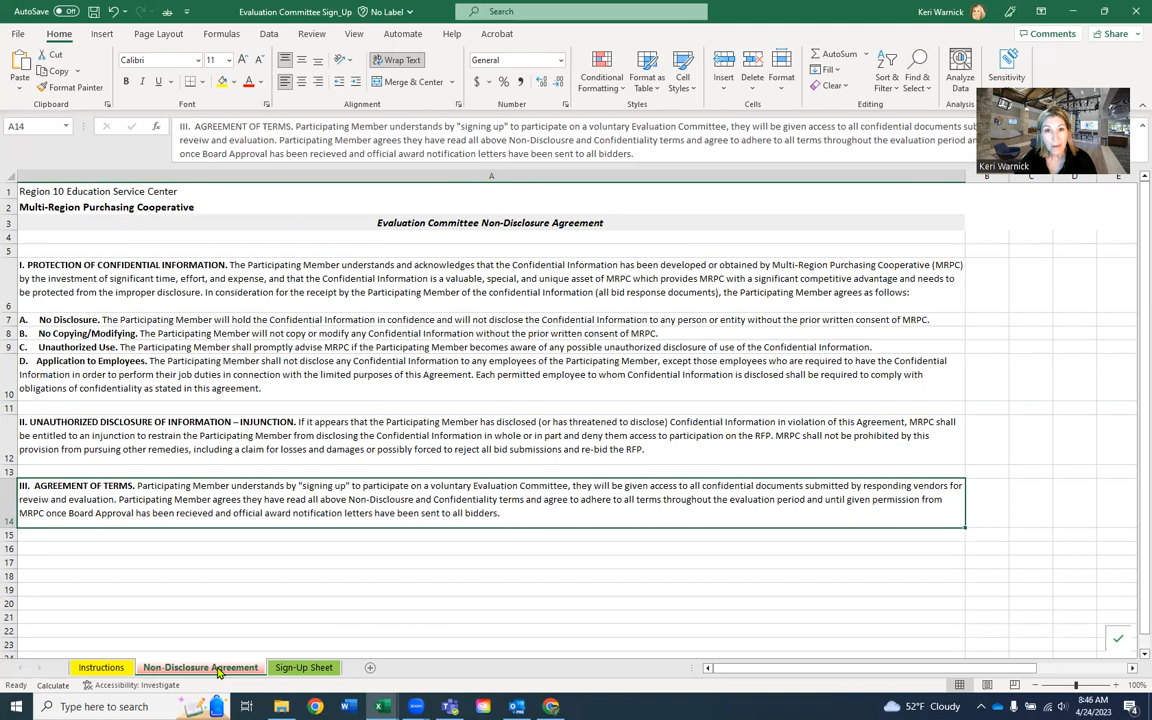 AutoSave Off
Evaluation Committee Sign_Up
No Label
Search
Keri Warnick
File Home Insert Page Layout Formulas Data Review View Automate Help Acrobat
Comments Share
Paste
Cut
Copy
Format Painter
Clipboard
Calibri 11
B I U
Font
Wrap Text
Merge & Center
Alignment
General
$ % 9
Number
Conditional Formatting
Format as Table
Cell Styles
Styles
Insert Delete Format
Cells
AutoSum
Fill
Clear
Sort & Filter
Find & Select
Editing
Analyze Data
Analysis
Sensitivity
Keri Warnick
A14
fx
III. AGREEMENT OF TERMS. Participating Member understands by "signing up" to participate on a voluntary Evaluation Committee, they will be given access to all confidential documents
reveiw and evaluation. Participating Member agrees they have read all above Non-Disclousre and Confidentiality terms and agree to adhere to all terms throughout the evaluation period
once Board Approval has been recieved and official award notification letters have been sent to all bidders.
A B C D E
1 Region 10 Education Service Center
2 Multi-Region Purchasing Cooperative
3 Evaluation Committee Non-Disclosure Agreement
4
5
I. PROTECTION OF CONFIDENTIAL INFORMATION. The Participating Member understands and acknowledges that the Confidential Information has been developed or obtained by Multi-Region Purchasing Cooperative (MRPC)
by the investment of significant time, effort, and expense, and that the Confidential Information is a valuable, special, and unique asset of MRPC which provides MRPC with a significant competitive advantage and needs
6 to be protected from the improper disclosure. In consideration for the receipt by the Participating Member of the confidential Information (all bid response documents), the Participating Member agrees as follows:
7 A. No Disclosure. The Participating Member will hold the Confidential Information in confidence and will not disclose the Confidential Information to any person or entity without the prior written consent of MRPC.
8 B. No Copying/Modifying. The Participating Member will not copy or modify any Confidential Information without the prior written consent of MRPC.
9 C. Unauthorized Use. The Participating Member shall promptly advise MRPC if the Participating Member becomes aware of any possible unauthorized disclosure of use of the Confidential Information.
D. Application to Employees. The Participating Member shall not disclose any Confidential Information to any employees of the Participating Member, except those employees who are required to have the Confidential
Information in order to perform their job duties in connection with the limited purposes of this Agreement. Each permitted employee to whom Confidential Information is disclosed shall be required to comply with
10 obligations of confidentiality as stated in this agreement.
11
II. UNAUTHORIZED DISCLOSURE OF INFORMATION – INJUNCTION. If it appears that the Participating Member has disclosed (or has threatened to disclose) Confidential Information in violation of this Agreement, MRPC shall
be entitled to an injunction to restrain the Participating Member from disclosing the Confidential Information in whole or in part and deny them access to participation on the RFP. MRPC shall not be prohibited by this
12 provision from pursuing other remedies, including a claim for losses and damages or possibly forced to reject all bid submissions and re-bid the RFP.
13
III. AGREEMENT OF TERMS. Participating Member understands by "signing up" to participate on a voluntary Evaluation Committee, they will be given access to all confidential documents submitted by responding vendors for
reveiw and evaluation. Participating Member agrees they have read all above Non-Disclousre and Confidentiality terms and agree to adhere to all terms throughout the evaluation period and until given permission from
14 MRPC once Board Approval has been recieved and official award notification letters have been sent to all bidders.
15
16
17
18
19
20
21
22
23
Instructions Non-Disclosure Agreement Sign-Up Sheet
Ready Calculate Accessibility: Investigate 100%
Type here to search
52°F Cloudy
8:46 AM
4/24/2023